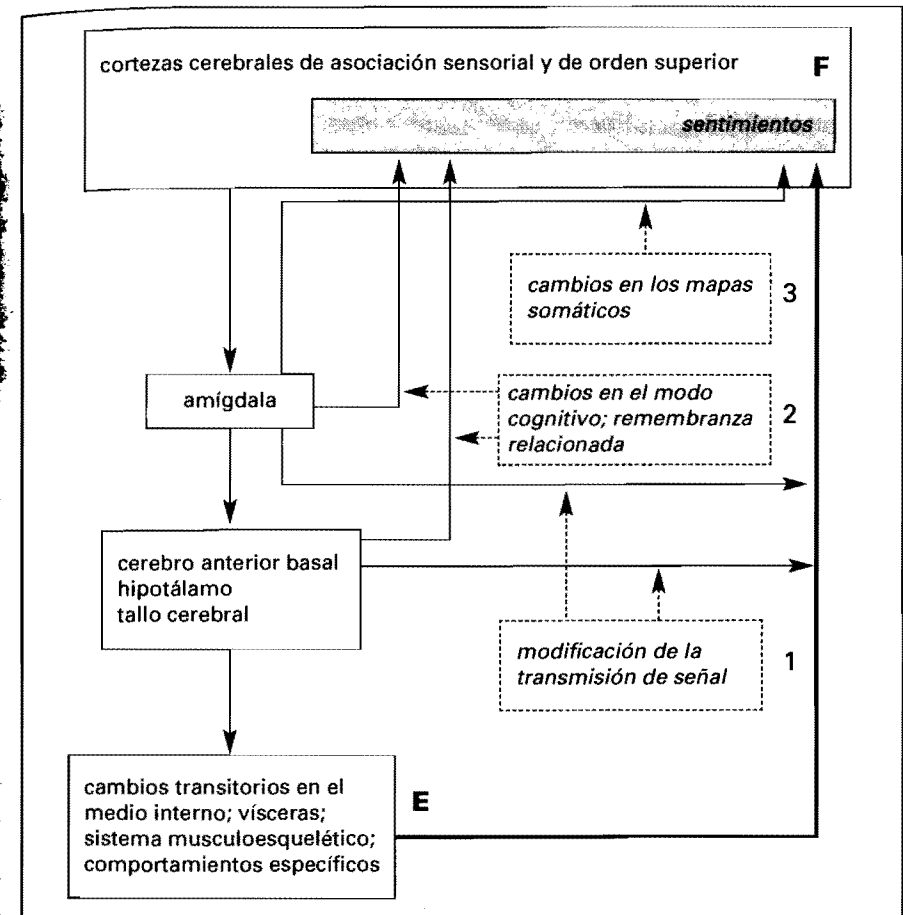 cortezas cerebrales de asociación sensorial y de orden superior F
sentimientos
cambios en los mapas
somáticos
3
amígdala
cambios en el modo
cognitivo; remembranza
relacionada
2
cerebro anterior basal
hipotálamo
tallo cerebral
modificación de la
transmisión de señal
1
cambios transitorios en el
medio interno; vísceras;
sistema musculoesquelético;
comportamientos específicos
E